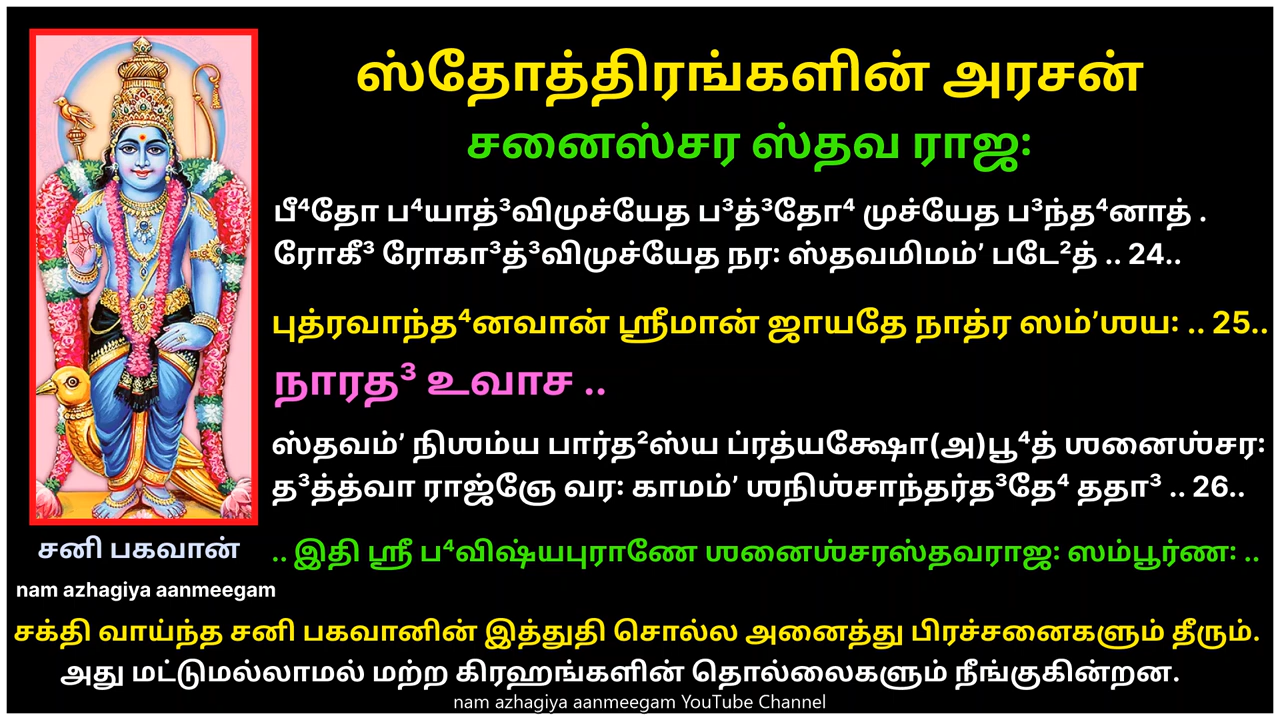 ஸ்தோத்திரங்களின் அரசன்
சனைஸ்சர ஸ்தவ ராஜ:
பீ⁴தோ ப⁴யாத்³விமுச்யேத ப³த்³தோ⁴ முச்யேத ப³ந்த⁴னாத் .
ரோகீ³ ரோகா³த்³விமுச்யேத நர: ஸ்தவமிமம்ʼ படே²த் .. 24..
புத்ரவாந்த⁴னவான் ஶ்ரீமான் ஜாயதே நாத்ர ஸம்ʼஶய: .. 25..
நாரத³ உவாச ..
ஸ்தவம்ʼ நிஶம்ய பார்த²ஸ்ய ப்ரத்யக்ஷோ(அ)பூ⁴த் ஶனைஶ்சர:
த³த்த்வா ராஜ்ஞே வர: காமம்ʼ ஶநிஶ்சாந்தர்த³தே⁴ ததா³ .. 26..
.. இதி ஶ்ரீ ப⁴விஷ்யபுராணே ஶனைஶ்சரஸ்தவராஜ: ஸம்பூர்ண: ..
சனி பகவான்
nam azhagiya aanmeegam
சக்தி வாய்ந்த சனி பகவானின் இத்துதி சொல்ல அனைத்து பிரச்சனைகளும் தீரும்.
அது மட்டுமல்லாமல் மற்ற கிரஹங்களின் தொல்லைகளும் நீங்குகின்றன.
nam azhagiya aanmeegam YouTube Channel